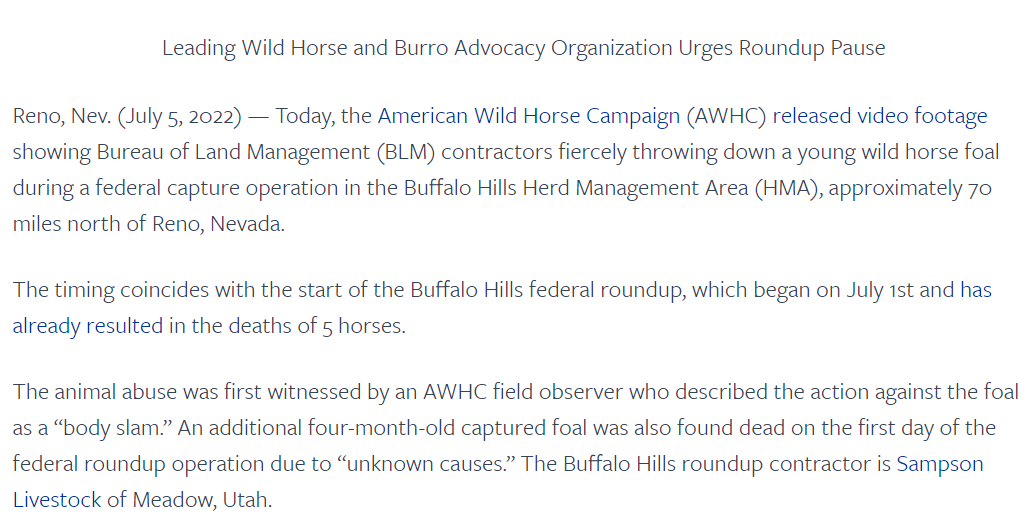 Leading Wild Horse and Burro Advocacy Organization Urges Roundup Pause
Reno, Nev. (July 5, 2022) — Today, the American Wild Horse Campaign (AWHC) released video footage
showing Bureau of Land Management (BLM) contractors fiercely throwing down a young wild horse foal
during a federal capture operation in the Buffalo Hills Herd Management Area (HMA), approximately 70
miles north of Reno, Nevada.
The timing coincides with the start of the Buffalo Hills federal roundup, which began on July 1st and has
already resulted in the deaths of 5 horses.
The animal abuse was first witnessed by an AWHC field observer who described the action against the foal
as a “body slam.” An additional four-month-old captured foal was also found dead on the first day of the
federal roundup operation due to “unknown causes.” The Buffalo Hills roundup contractor is Sampson
Livestock of Meadow, Utah.